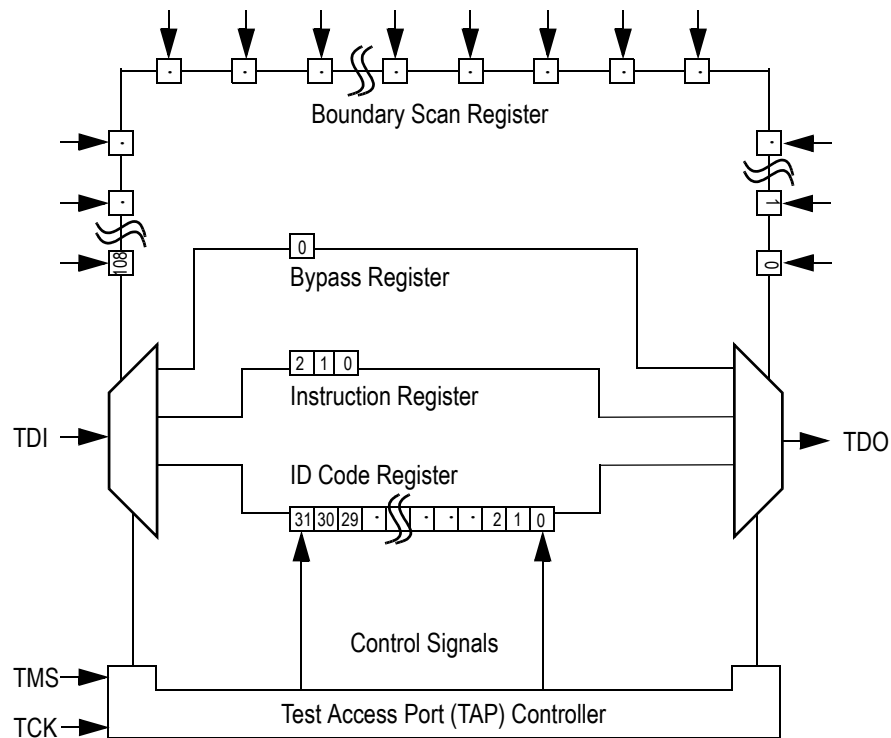 · · · · · · · ·
Boundary Scan Register
· ·
· 1
108 0
0
Bypass Register
2 1 0
Instruction Register
TDI TDO
ID Code Register
31 30 29 · · · · · 2 1 0
Control Signals
TMS
Test Access Port (TAP) Controller
TCK